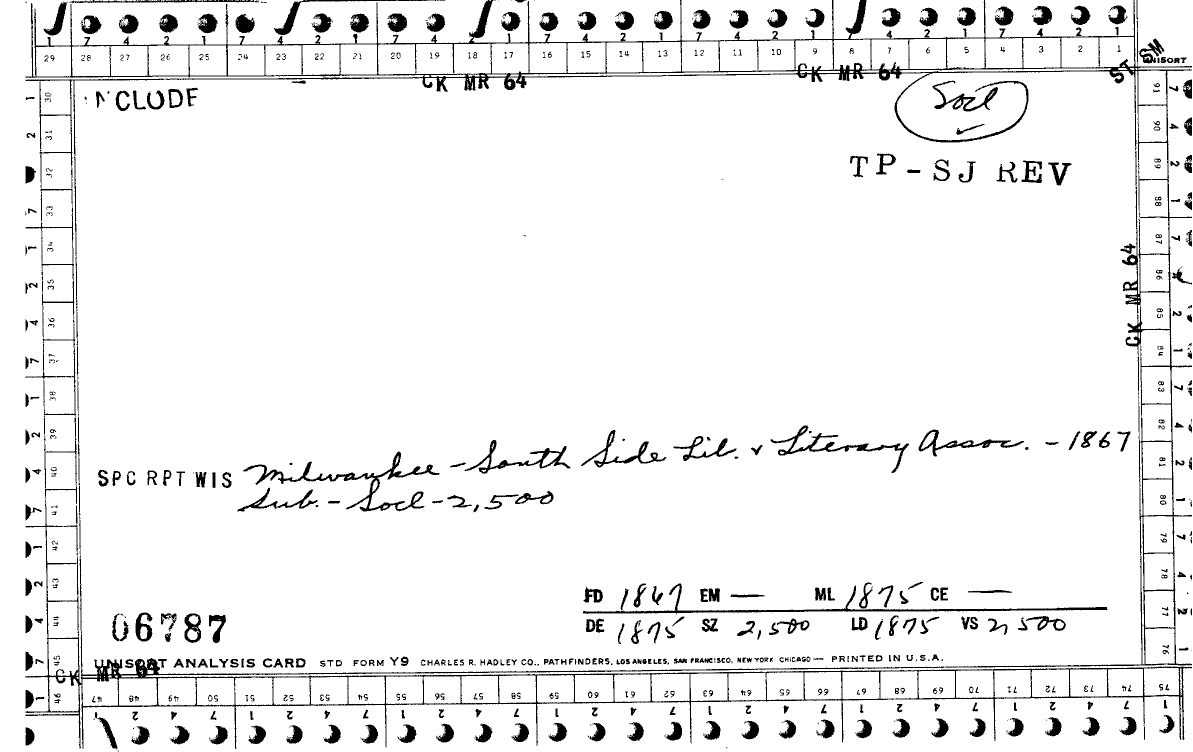 7 4 2 1 7 4 2 1 7 4 2 1 7 4 2 1 7 4 2 1 7 4 2 1
29 28 27 26 25 24 23 22 21 20 19 18 17 16 15 14 13 12 11 10 9 8 7 6 5 4 3 2 1
UNISORT
CK MR 64
CK MR 64
ST SM
NCLUDE
Socl
TP-SJ REV
CK MR 64
SPC RPT WIS Milwaukee - South Side Lib. & Literary Assoc. - 1867
Sub. - Socl - 2,500
FD 1867 EM — ML 1875 CE —
DE 1875 SZ 2,500 LD 1875 VS 2,500
06787
UNISORT ANALYSIS CARD STD FORM Y9 CHARLES R. HADLEY CO., PATHFINDERS, LOS ANGELES, SAN FRANCISCO, NEW YORK CHICAGO — PRINTED IN U.S.A.
CK MR 64
30 31 32 33 34 35 36 37 38 39 40 41 42 43 44 45 46
47 48 49 50 51 52 53 54 55 56 57 58 59 60 61 62 63 64 65 66 67 68 69 70 71 72 73 74 75
76 77 78 79 80 81 82 83 84 85 86 87 88 89 90 91